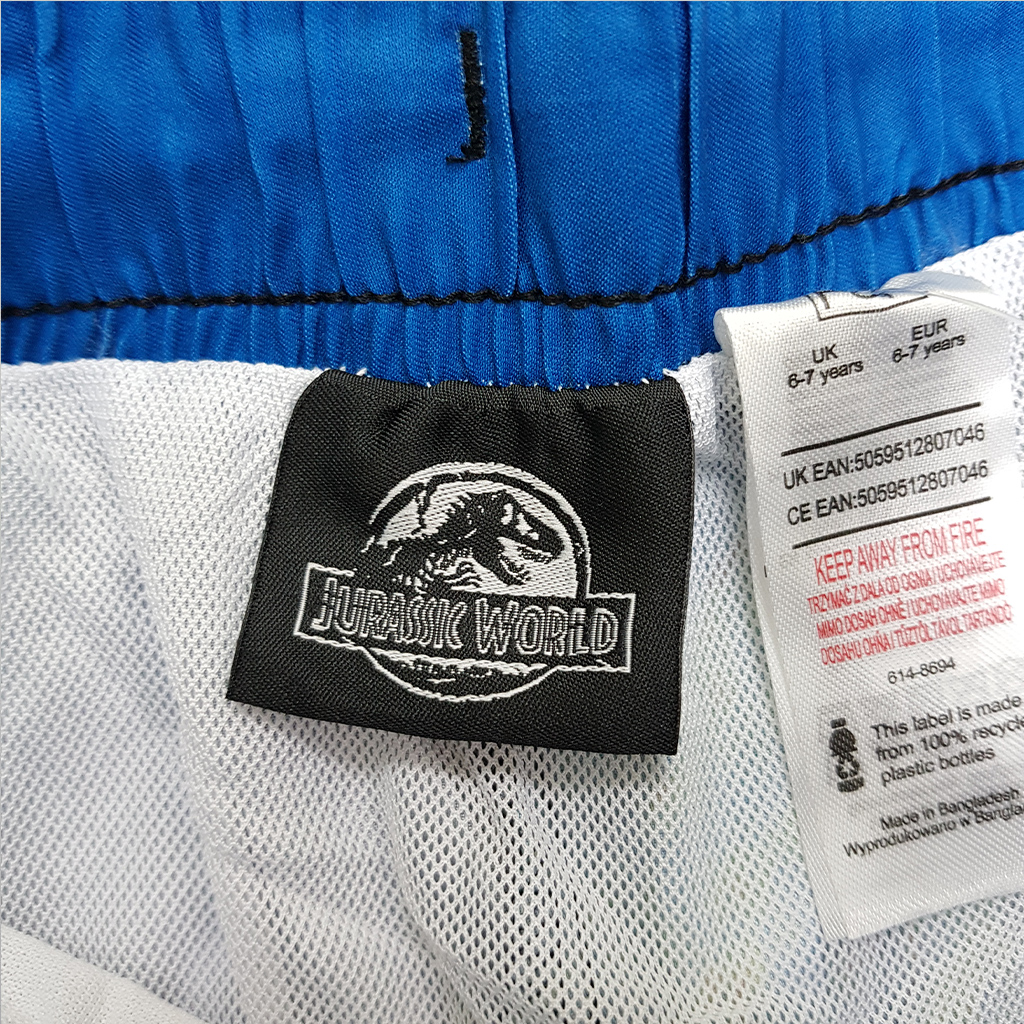 JURASSIC WORLD
UK
6-7 years
EUR
6-7 years
UK EAN:5059512807046
CE EAN:5059512807046
KEEP AWAY FROM FIRE
TRZYMAĆ Z DALA OD OGNIA / UCHOVÁVEJTE
MIMO DOSAH OHNĚ / UCHOVÁVAJTE MIMO
DOSAHU OHŇA / TŰZTŐL TÁVOL TARTANDÓ
614-8694
This label is made
from 100% recycle
plastic bottles
Made in Bangladesh
Wyprodukowano w Bangla